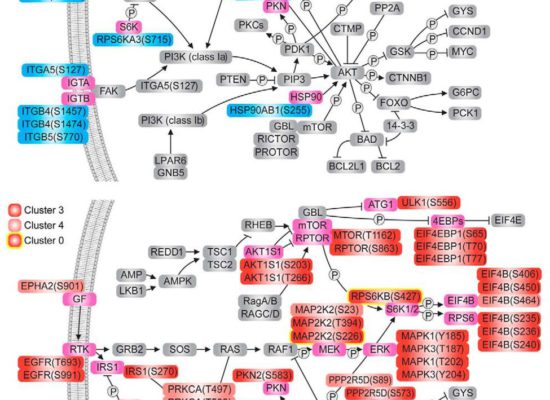 PKN
PP2A
GYS
P
S6K
PKCs
P
CTMP
P
CCND1
RPS6KA3(S715)
PDK1
P
GSK
P
MYC
PI3K (class Ia)
ITGA5(S127)
AKT
IGTA
PTEN
PIP3
P
CTNNB1
FAK
ITGA5(S127)
IGTB
HSP90
G6PC
ITGB4(S1457)
HSP90AB1(S255)
P
FOXO
ITGB4(S1474)
PI3K (class Ib)
GBL
mTOR
PCK1
ITGB5(S770)
RICTOR
14-3-3
PROTOR
BAD
LPAR6
GNB5
BCL2L1
BCL2
Cluster 3
Cluster 4
Cluster 0
GBL
ATG1
ULK1(S556)
RHEB
mTOR
P
4EBPs
EIF4E
RPTOR
MTOR(T1162)
EIF4EBP1(S65)
REDD1
TSC1
AKT1S1
RPTOR(S863)
EIF4EBP1(T70)
TSC2
AKT1S1(S203)
EIF4EBP1(T77)
AKT1S1(T266)
AMP
AMPK
P
EIF4B(S406)
LKB1
EIF4B(S450)
EPHA2(S901)
RagA/B
RPS6KB(S427)
P
EIF4B
EIF4B(S464)
GF
RAGC/D
MAP2K2(S23)
S6K1/2
P
RPS6
EIF4B(S235)
MAP2K2(T394)
EIF4B(S236)
MAP2K2(S226)
MAPK1(Y185)
EIF4B(S240)
RTK
GRB2
SOS
RAS
RAF1
MEK
P
ERK
MAPK3(T187)
EGFR(T693)
IRS1
IRS1(S270)
PKN2(S583)
MAPK1(T202)
EGFR(S991)
PPP2R5D(S89)
MAPK3(Y204)
P
PRKCA(T497)
PKN
PPP2R5D(S573)
GYS